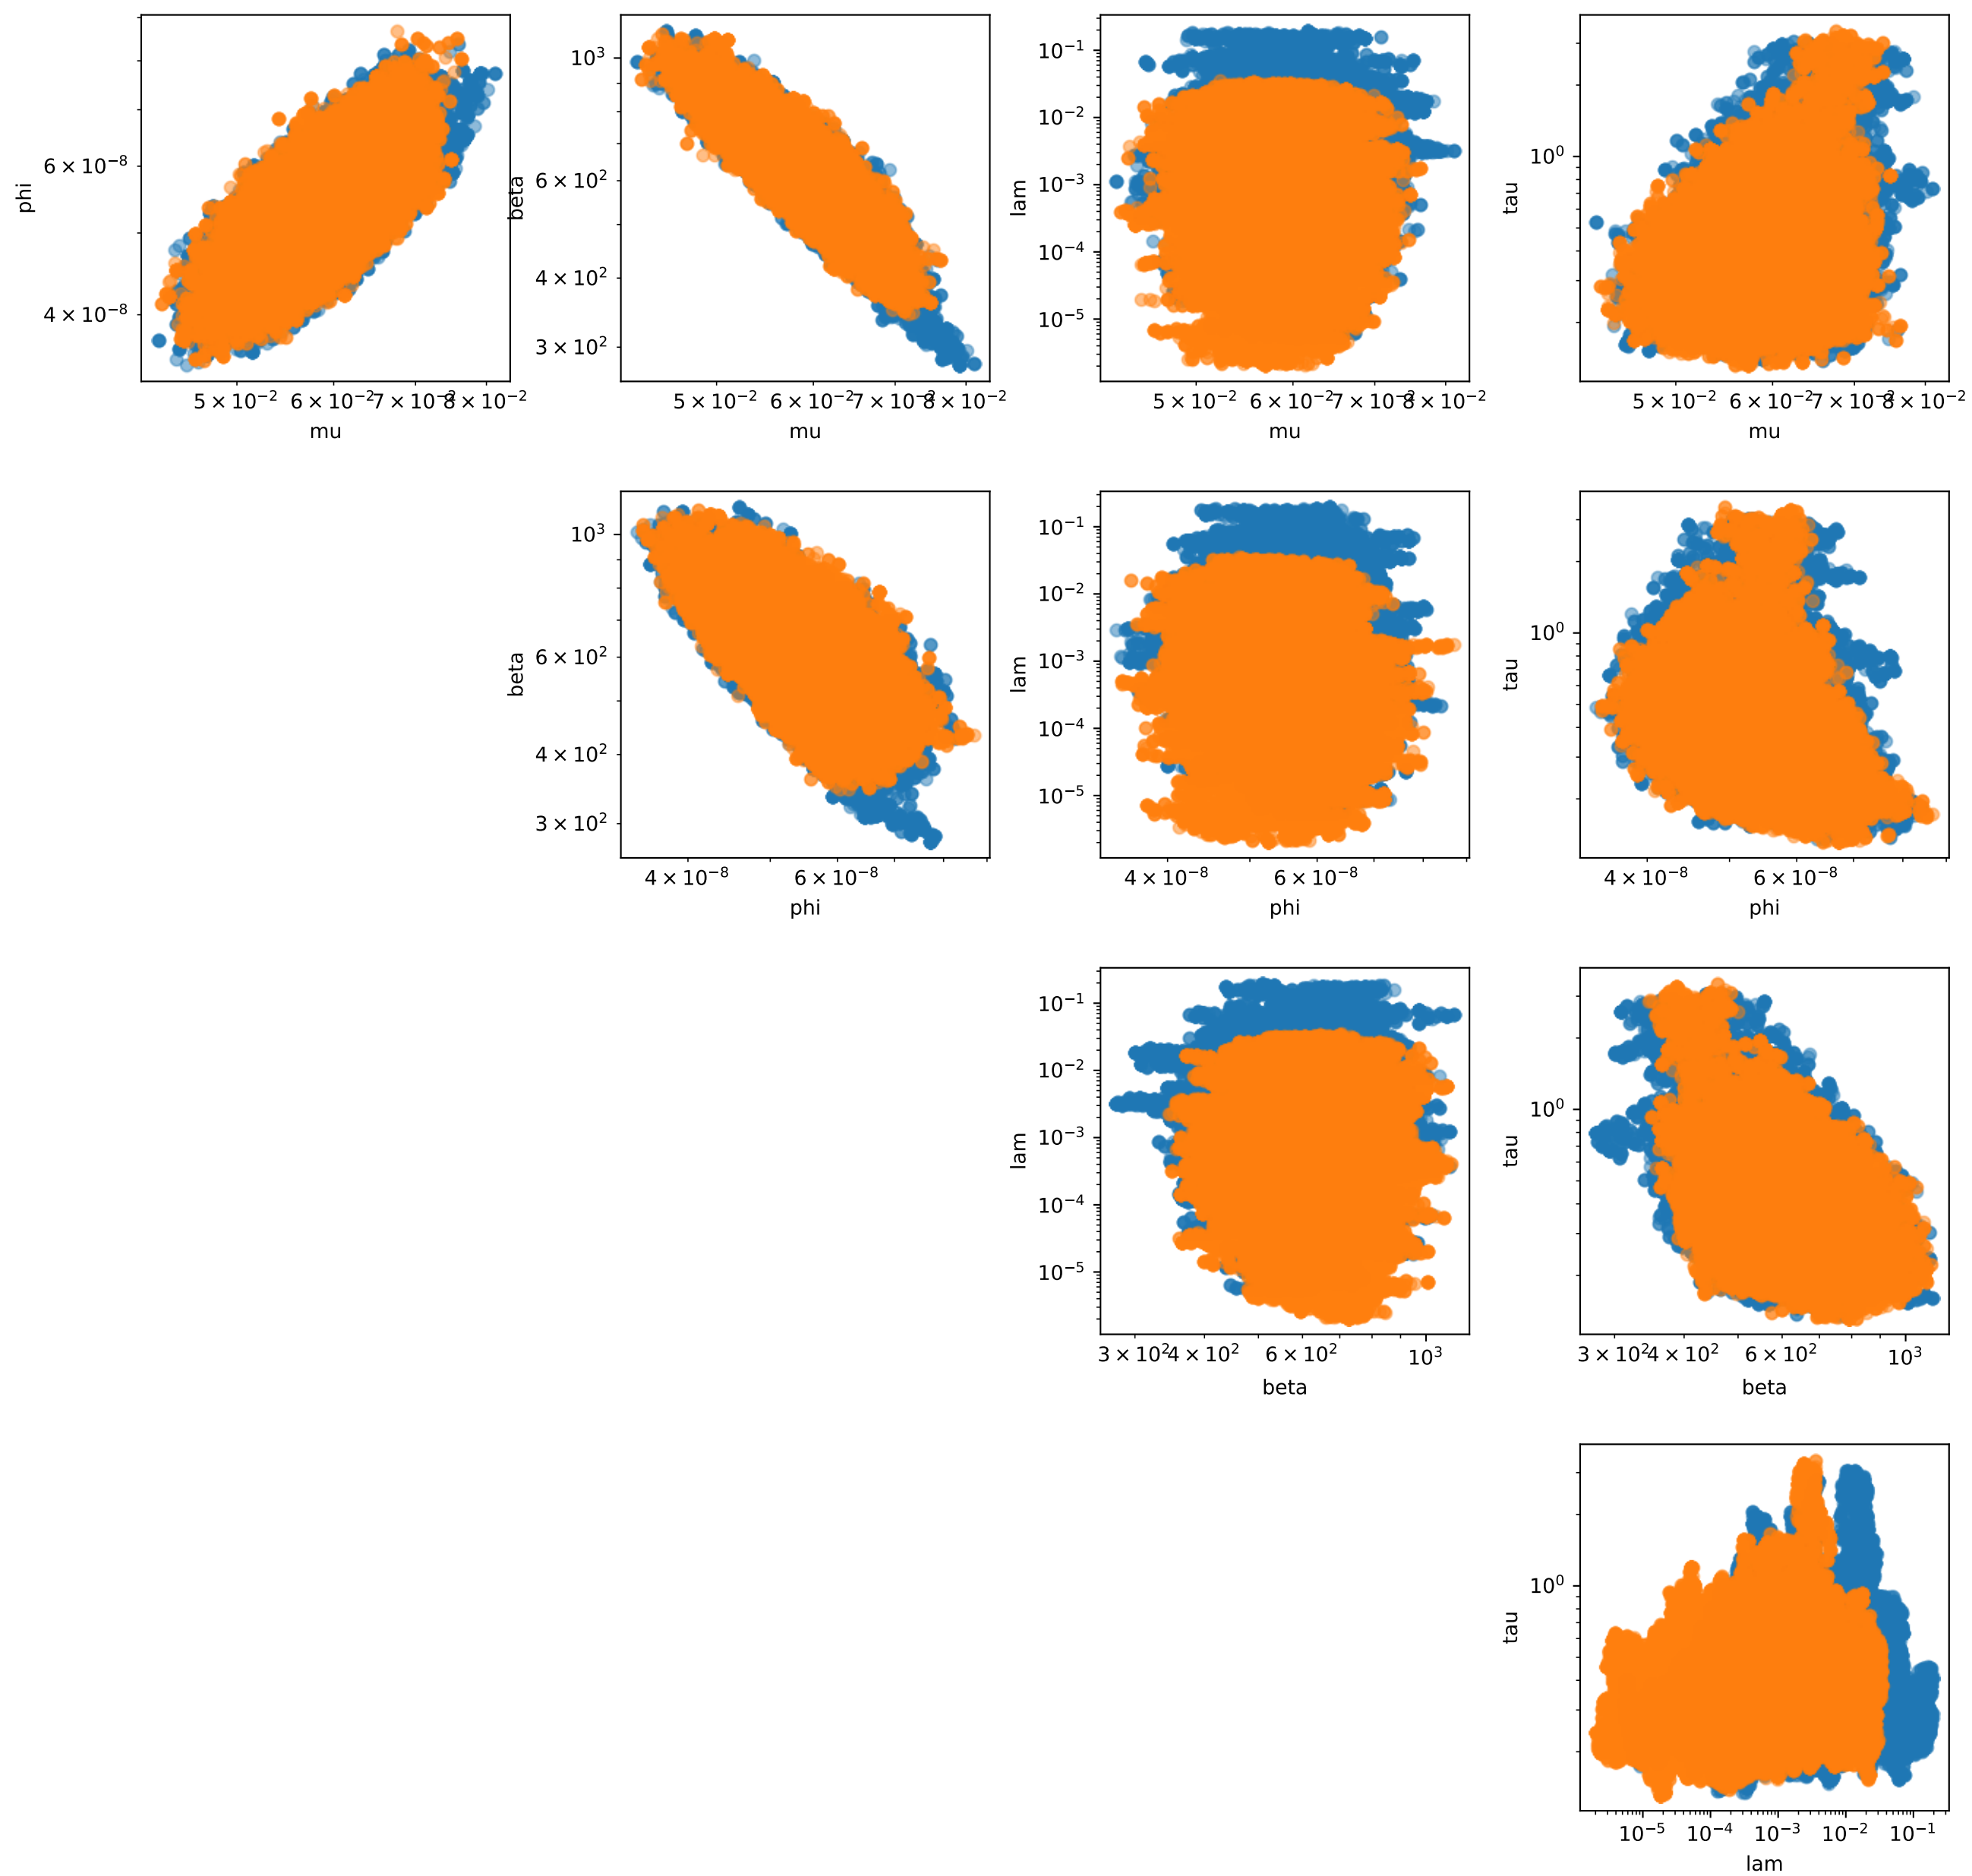 phi
6 × 10⁻⁸
4 × 10⁻⁸
5 × 10⁻² 6 × 10⁻² 7 × 10⁻² 8 × 10⁻²
mu
beta
10³
6 × 10²
4 × 10²
3 × 10²
5 × 10⁻² 6 × 10⁻² 7 × 10⁻² 8 × 10⁻²
mu
lam
10⁻¹
10⁻²
10⁻³
10⁻⁴
10⁻⁵
5 × 10⁻² 6 × 10⁻² 7 × 10⁻² 8 × 10⁻²
mu
tau
10⁰
5 × 10⁻² 6 × 10⁻² 7 × 10⁻² 8 × 10⁻²
mu
beta
10³
6 × 10²
4 × 10²
3 × 10²
4 × 10⁻⁸ 6 × 10⁻⁸
phi
lam
10⁻¹
10⁻²
10⁻³
10⁻⁴
10⁻⁵
4 × 10⁻⁸ 6 × 10⁻⁸
phi
tau
10⁰
4 × 10⁻⁸ 6 × 10⁻⁸
phi
lam
10⁻¹
10⁻²
10⁻³
10⁻⁴
10⁻⁵
3 × 10² 4 × 10² 6 × 10² 10³
beta
tau
10⁰
3 × 10² 4 × 10² 6 × 10² 10³
beta
tau
10⁰
10⁻⁵ 10⁻⁴ 10⁻³ 10⁻² 10⁻¹
lam